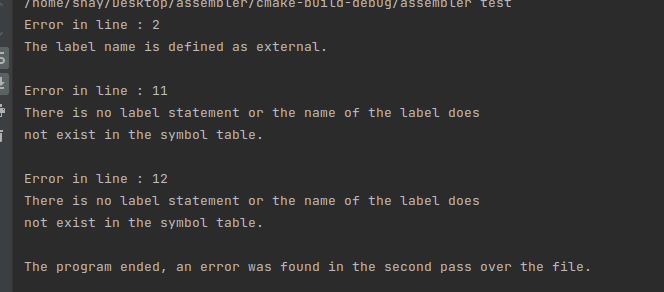 /home/shay/Desktop/assembler/cmake-build-debug/assembler test
Error in line : 2
The label name is defined as external.
Error in line : 11
There is no label statement or the name of the label does
not exist in the symbol table.
Error in line : 12
There is no label statement or the name of the label does
not exist in the symbol table.
The program ended, an error was found in the second pass over the file.